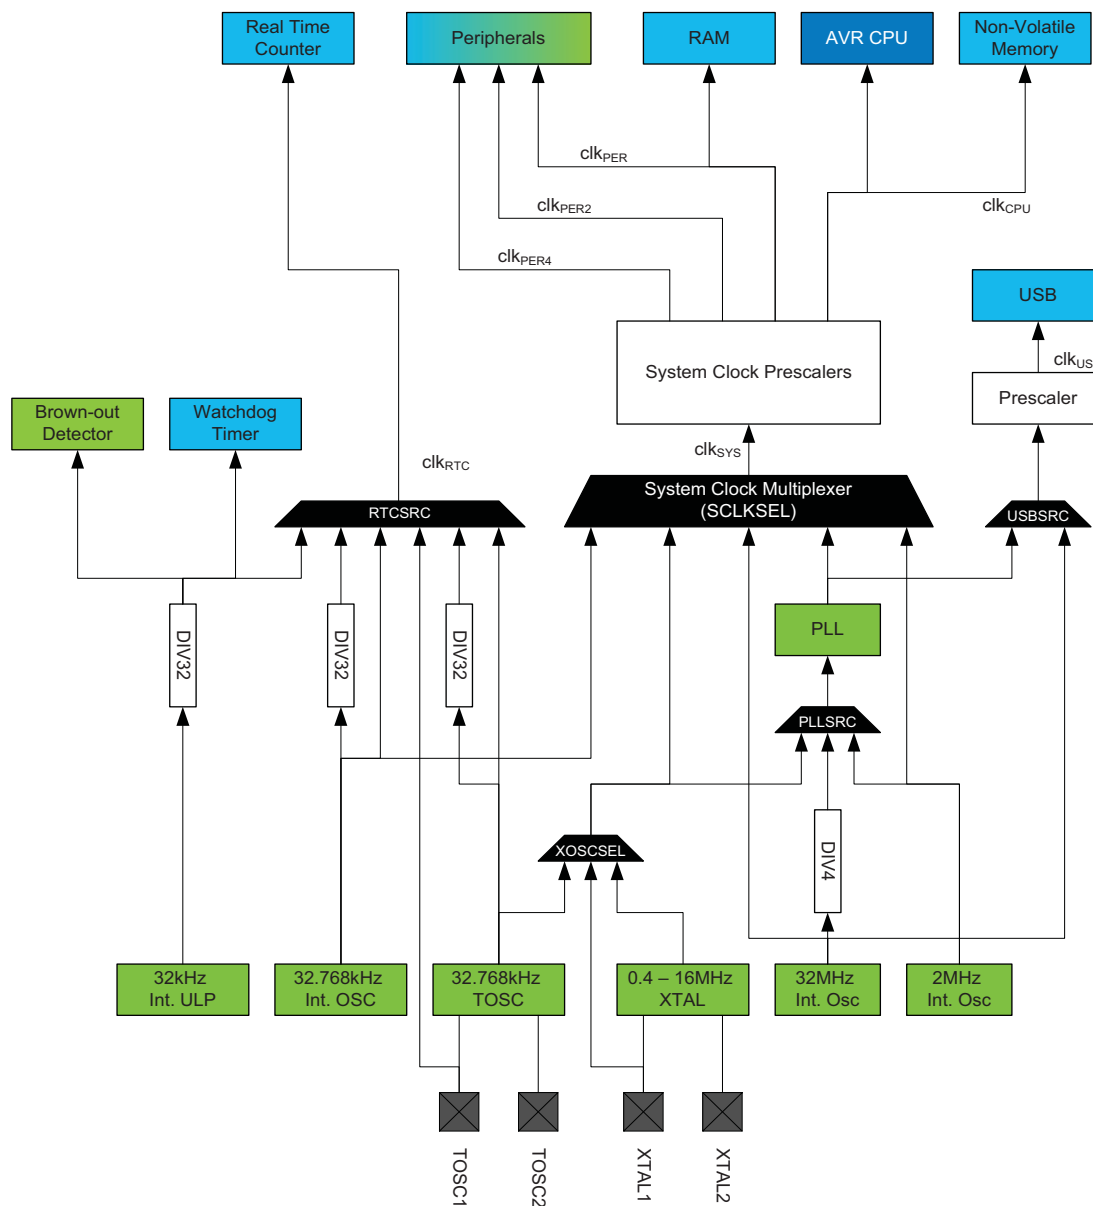 Real Time
Counter
Peripherals
RAM
AVR CPU
Non-Volatile
Memory
clkPER
clkPER2
clkCPU
clkPER4
USB
System Clock Prescalers
clkUS
Prescaler
Brown-out
Detector
Watchdog
Timer
clkRTC
clkSYS
System Clock Multiplexer
(SCLKSEL)
RTCSRC
USBSRC
DIV32
DIV32
DIV32
PLL
PLLSRC
XOSCSEL
DIV4
32kHz
Int. ULP
32.768kHz
Int. OSC
32.768kHz
TOSC
0.4 – 16MHz
XTAL
32MHz
Int. Osc
2MHz
Int. Osc
TOSC1
TOSC2
XTAL1
XTAL2